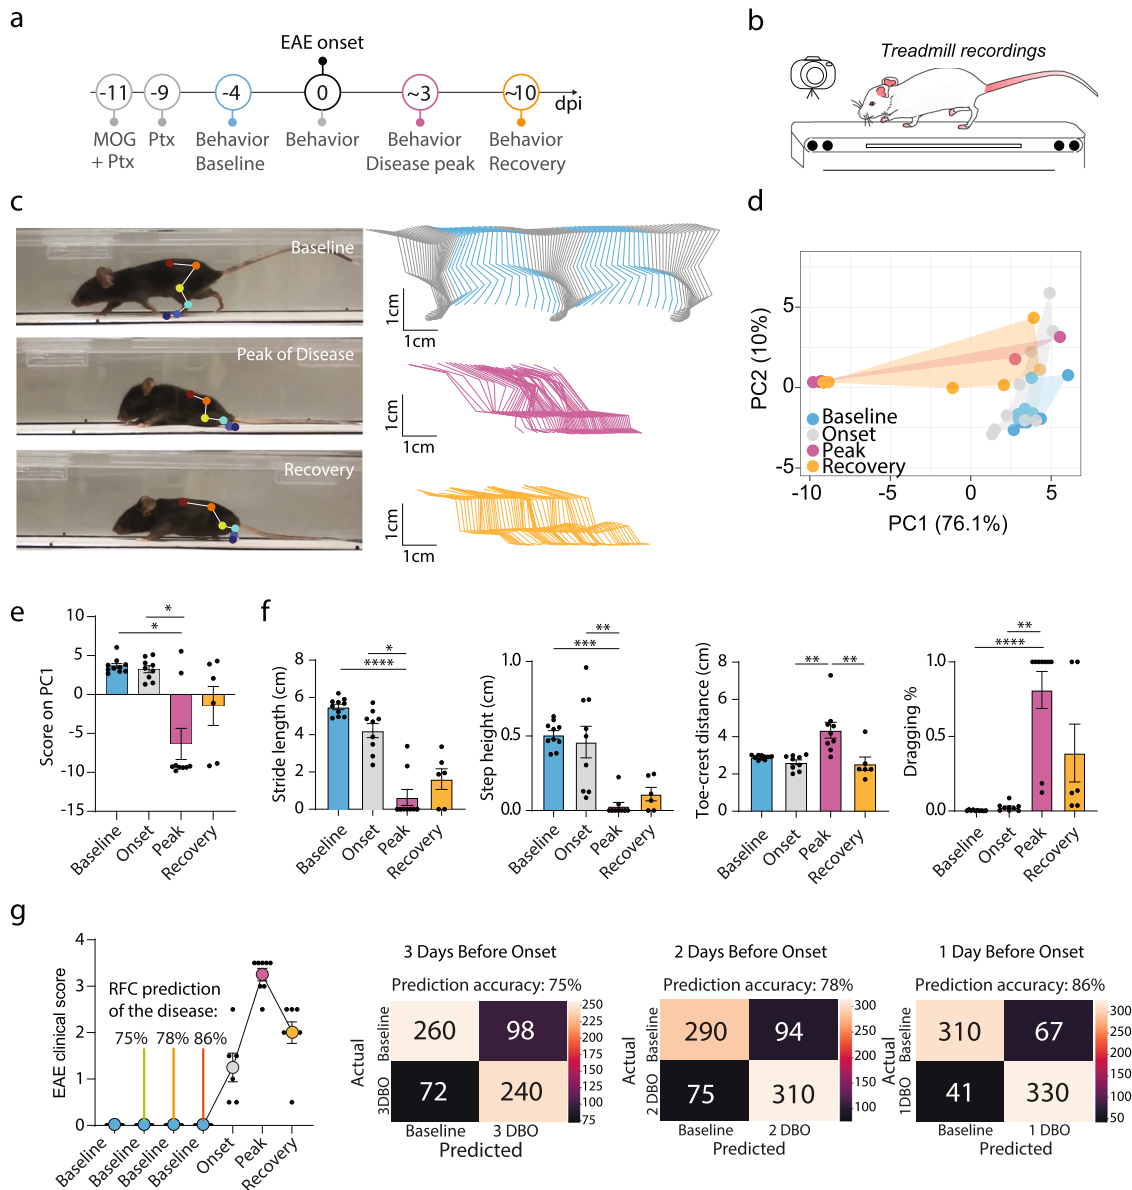 a
EAE onset
-11
-9
-4
0
~3
~10
dpi
MOG
+ Ptx
Ptx
Behavior
Baseline
Behavior
Behavior
Disease peak
Behavior
Recovery
b
Treadmill recordings
c
Baseline
1cm
1cm
Peak of Disease
1cm
1cm
Recovery
1cm
1cm
d
PC2 (10%)
5
0
-5
Baseline
Onset
Peak
Recovery
-10
-5
0
5
PC1 (76.1%)
e
Score on PC1
10
5
0
-5
-10
-15
*
*
Baseline
Onset
Peak
Recovery
f
Stride length (cm)
8
6
4
2
0
*
****
Baseline
Onset
Peak
Recovery
Step height (cm)
1.0
0.5
0.0
**
***
Baseline
Onset
Peak
Recovery
Toe-crest distance (cm)
8
6
4
2
0
**
**
Baseline
Onset
Peak
Recovery
Dragging %
1.0
0.5
0.0
**
****
Baseline
Onset
Peak
Recovery
g
EAE clinical score
4
3
2
1
0
RFC prediction
of the disease:
75%
78%
86%
Baseline
Baseline
Baseline
Baseline
Onset
Peak
Recovery
3 Days Before Onset
Prediction accuracy: 75%
Actual
Baseline
3DBO
260
98
72
240
250
225
200
175
150
125
100
75
Baseline
3 DBO
Predicted
2 Days Before Onset
Prediction accuracy: 78%
Actual
Baseline
2 DBO
290
94
75
310
300
250
200
150
100
Baseline
2 DBO
Predicted
1 Day Before Onset
Prediction accuracy: 86%
Actual
Baseline
1DBO
310
67
41
330
300
250
200
150
100
50
Baseline
1 DBO
Predicted